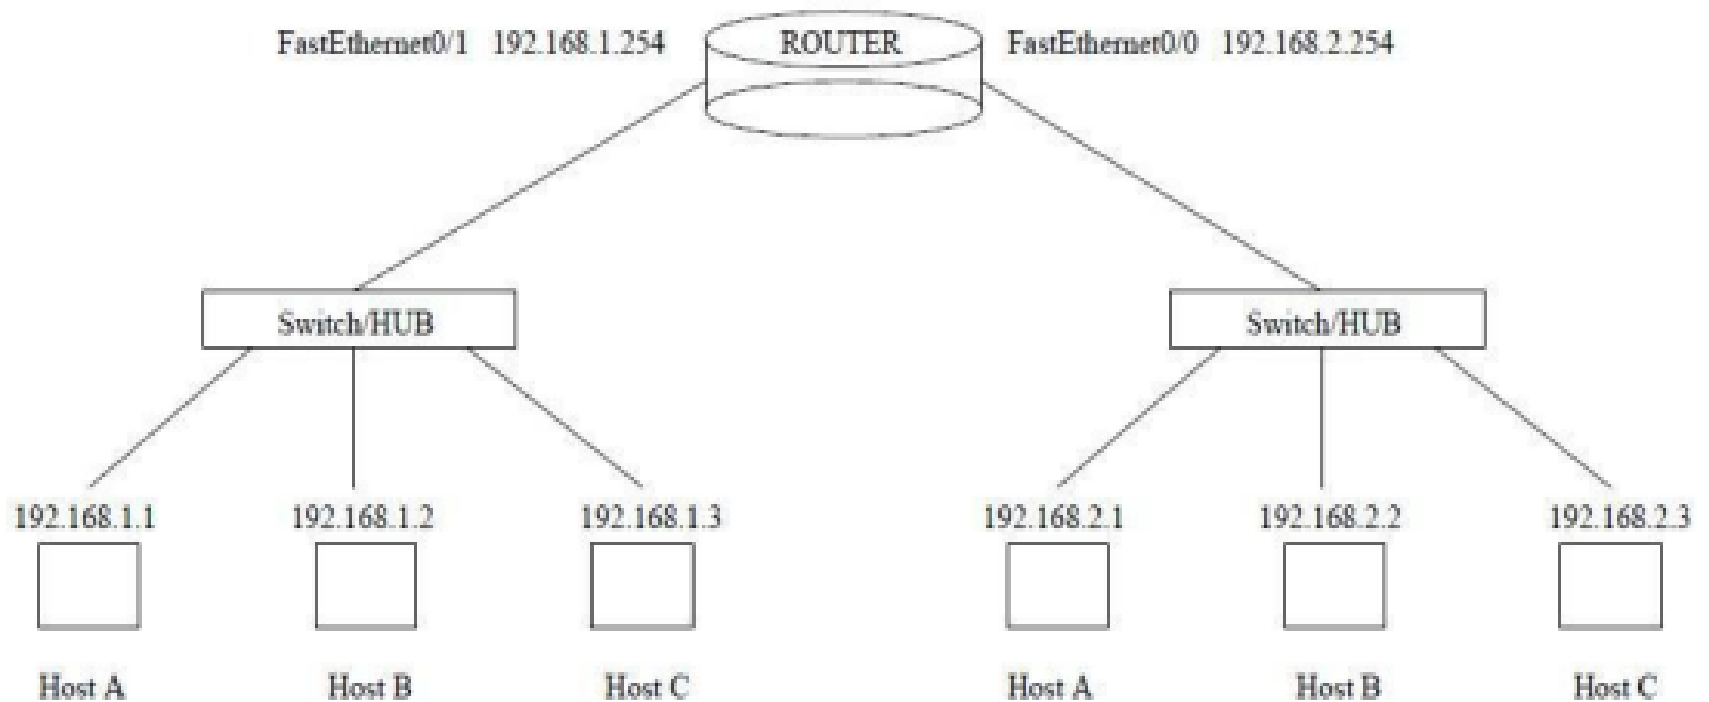 FastEthernet0/1 192.168.1.254 ROUTER FastEthernet0/0 192.168.2.254
Switch/HUB Switch/HUB
192.168.1.1 192.168.1.2 192.168.1.3 192.168.2.1 192.168.2.2 192.168.2.3
Host A Host B Host C Host A Host B Host C